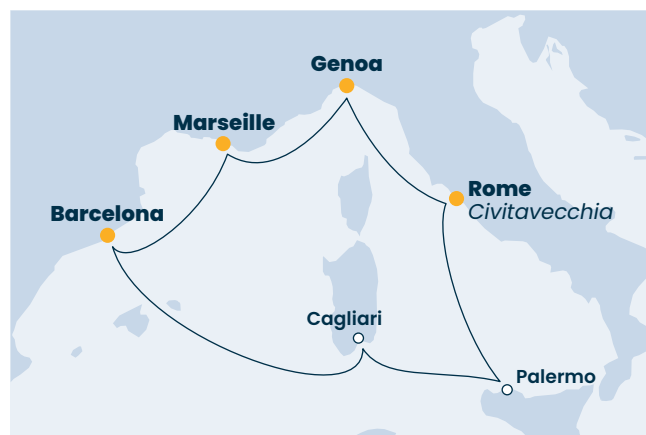 Genoa
Marseille
Rome
Civitavecchia
Barcelona
Cagliari
Palermo